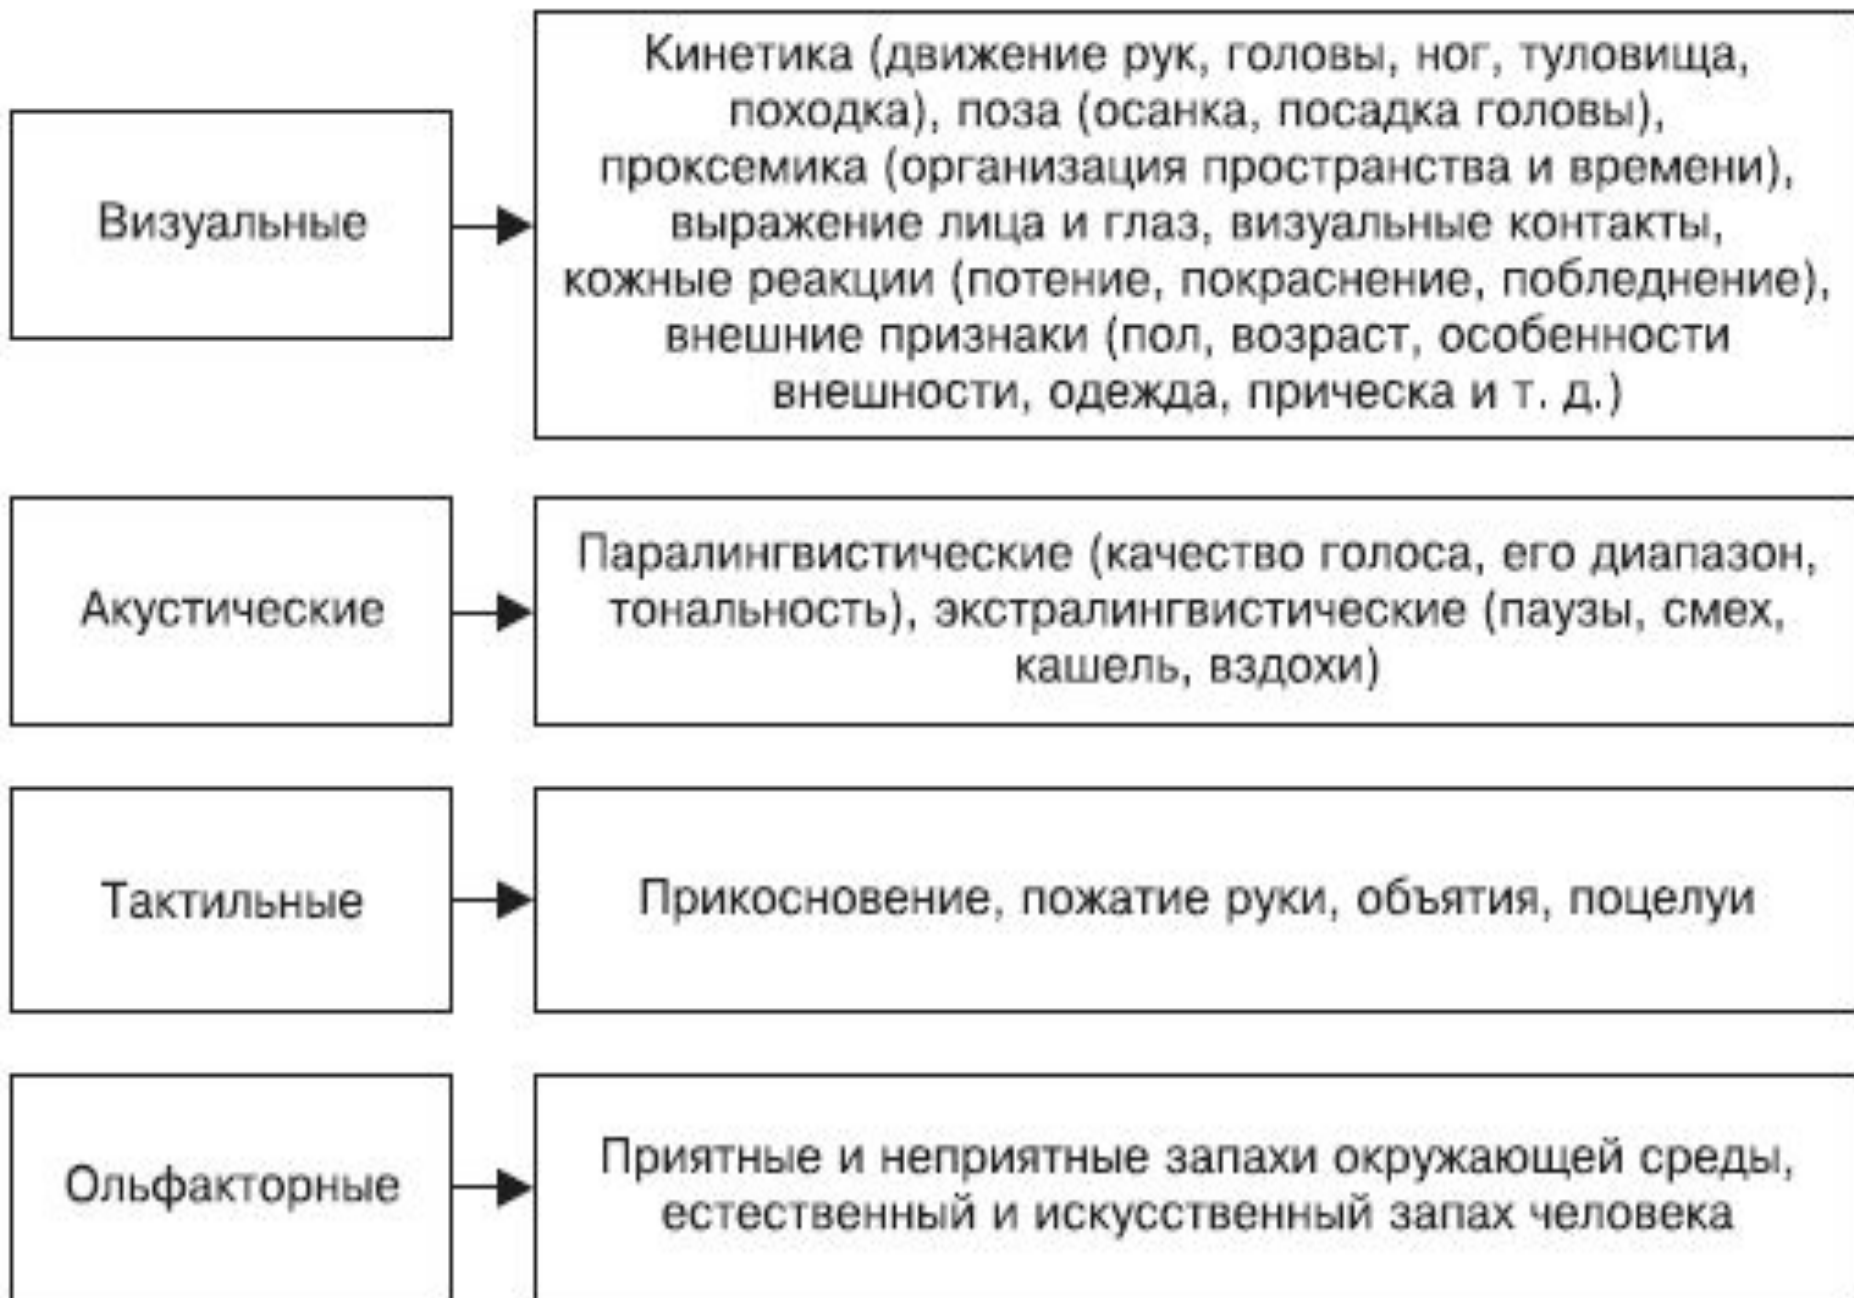 Визуальные
Кинетика (движение рук, головы, ног, туловища,
походка), поза (осанка, посадка головы),
проксемика (организация пространства и времени),
выражение лица и глаз, визуальные контакты,
кожные реакции (потение, покраснение, побледнение),
внешние признаки (пол, возраст, особенности
внешности, одежда, прическа и т. д.)
Акустические
Паралингвистические (качество голоса, его диапазон,
тональность), экстралингвистические (паузы, смех,
кашель, вздохи)
Тактильные
Прикосновение, пожатие руки, объятия, поцелуи
Ольфакторные
Приятные и неприятные запахи окружающей среды,
естественный и искусственный запах человека